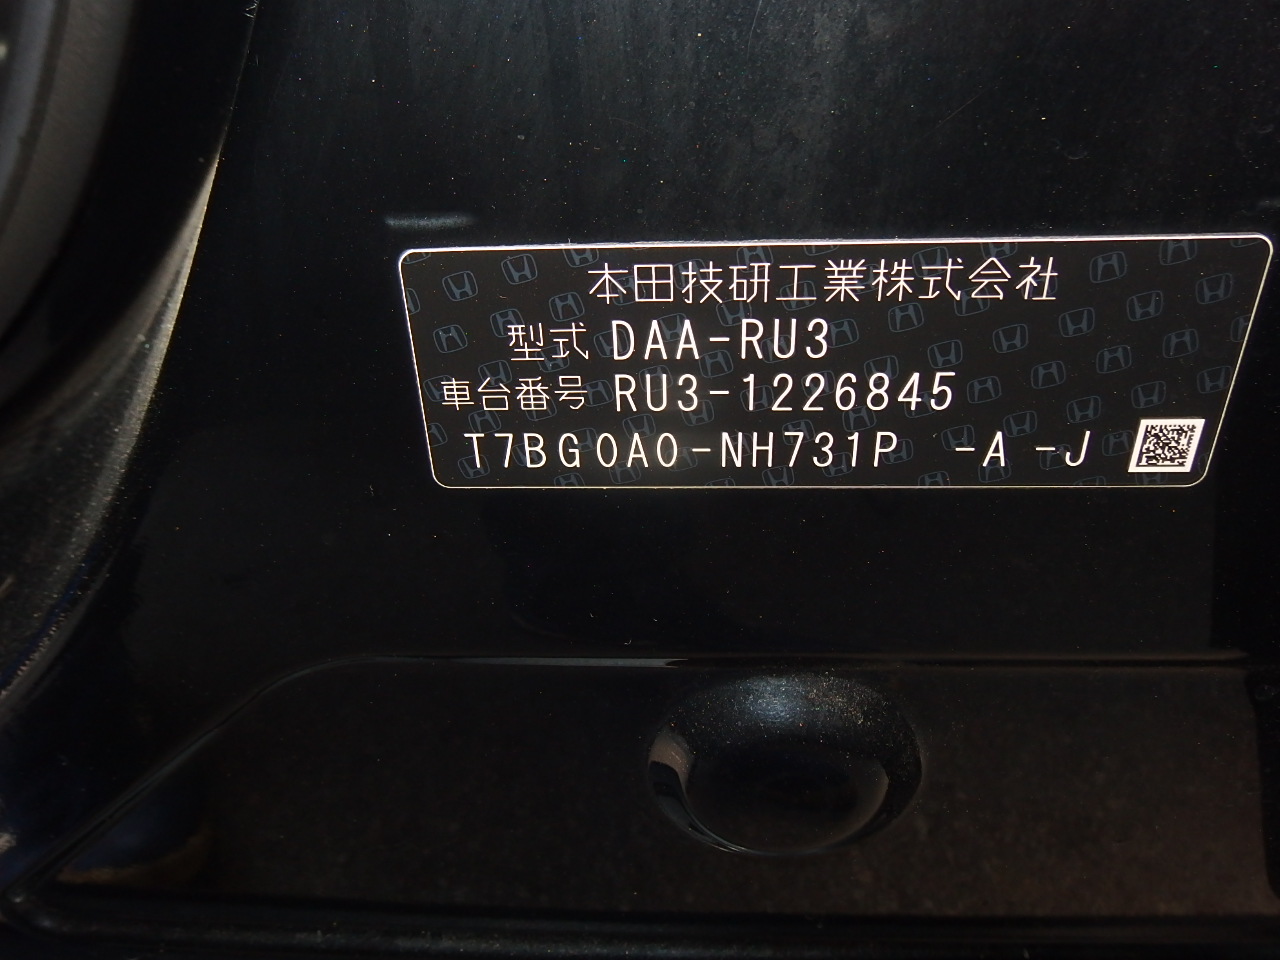 本田技研工業株式会社
型式 DAA-RU3
車台番号 RU3-1226845
T7BG0A0-NH731P -A -J